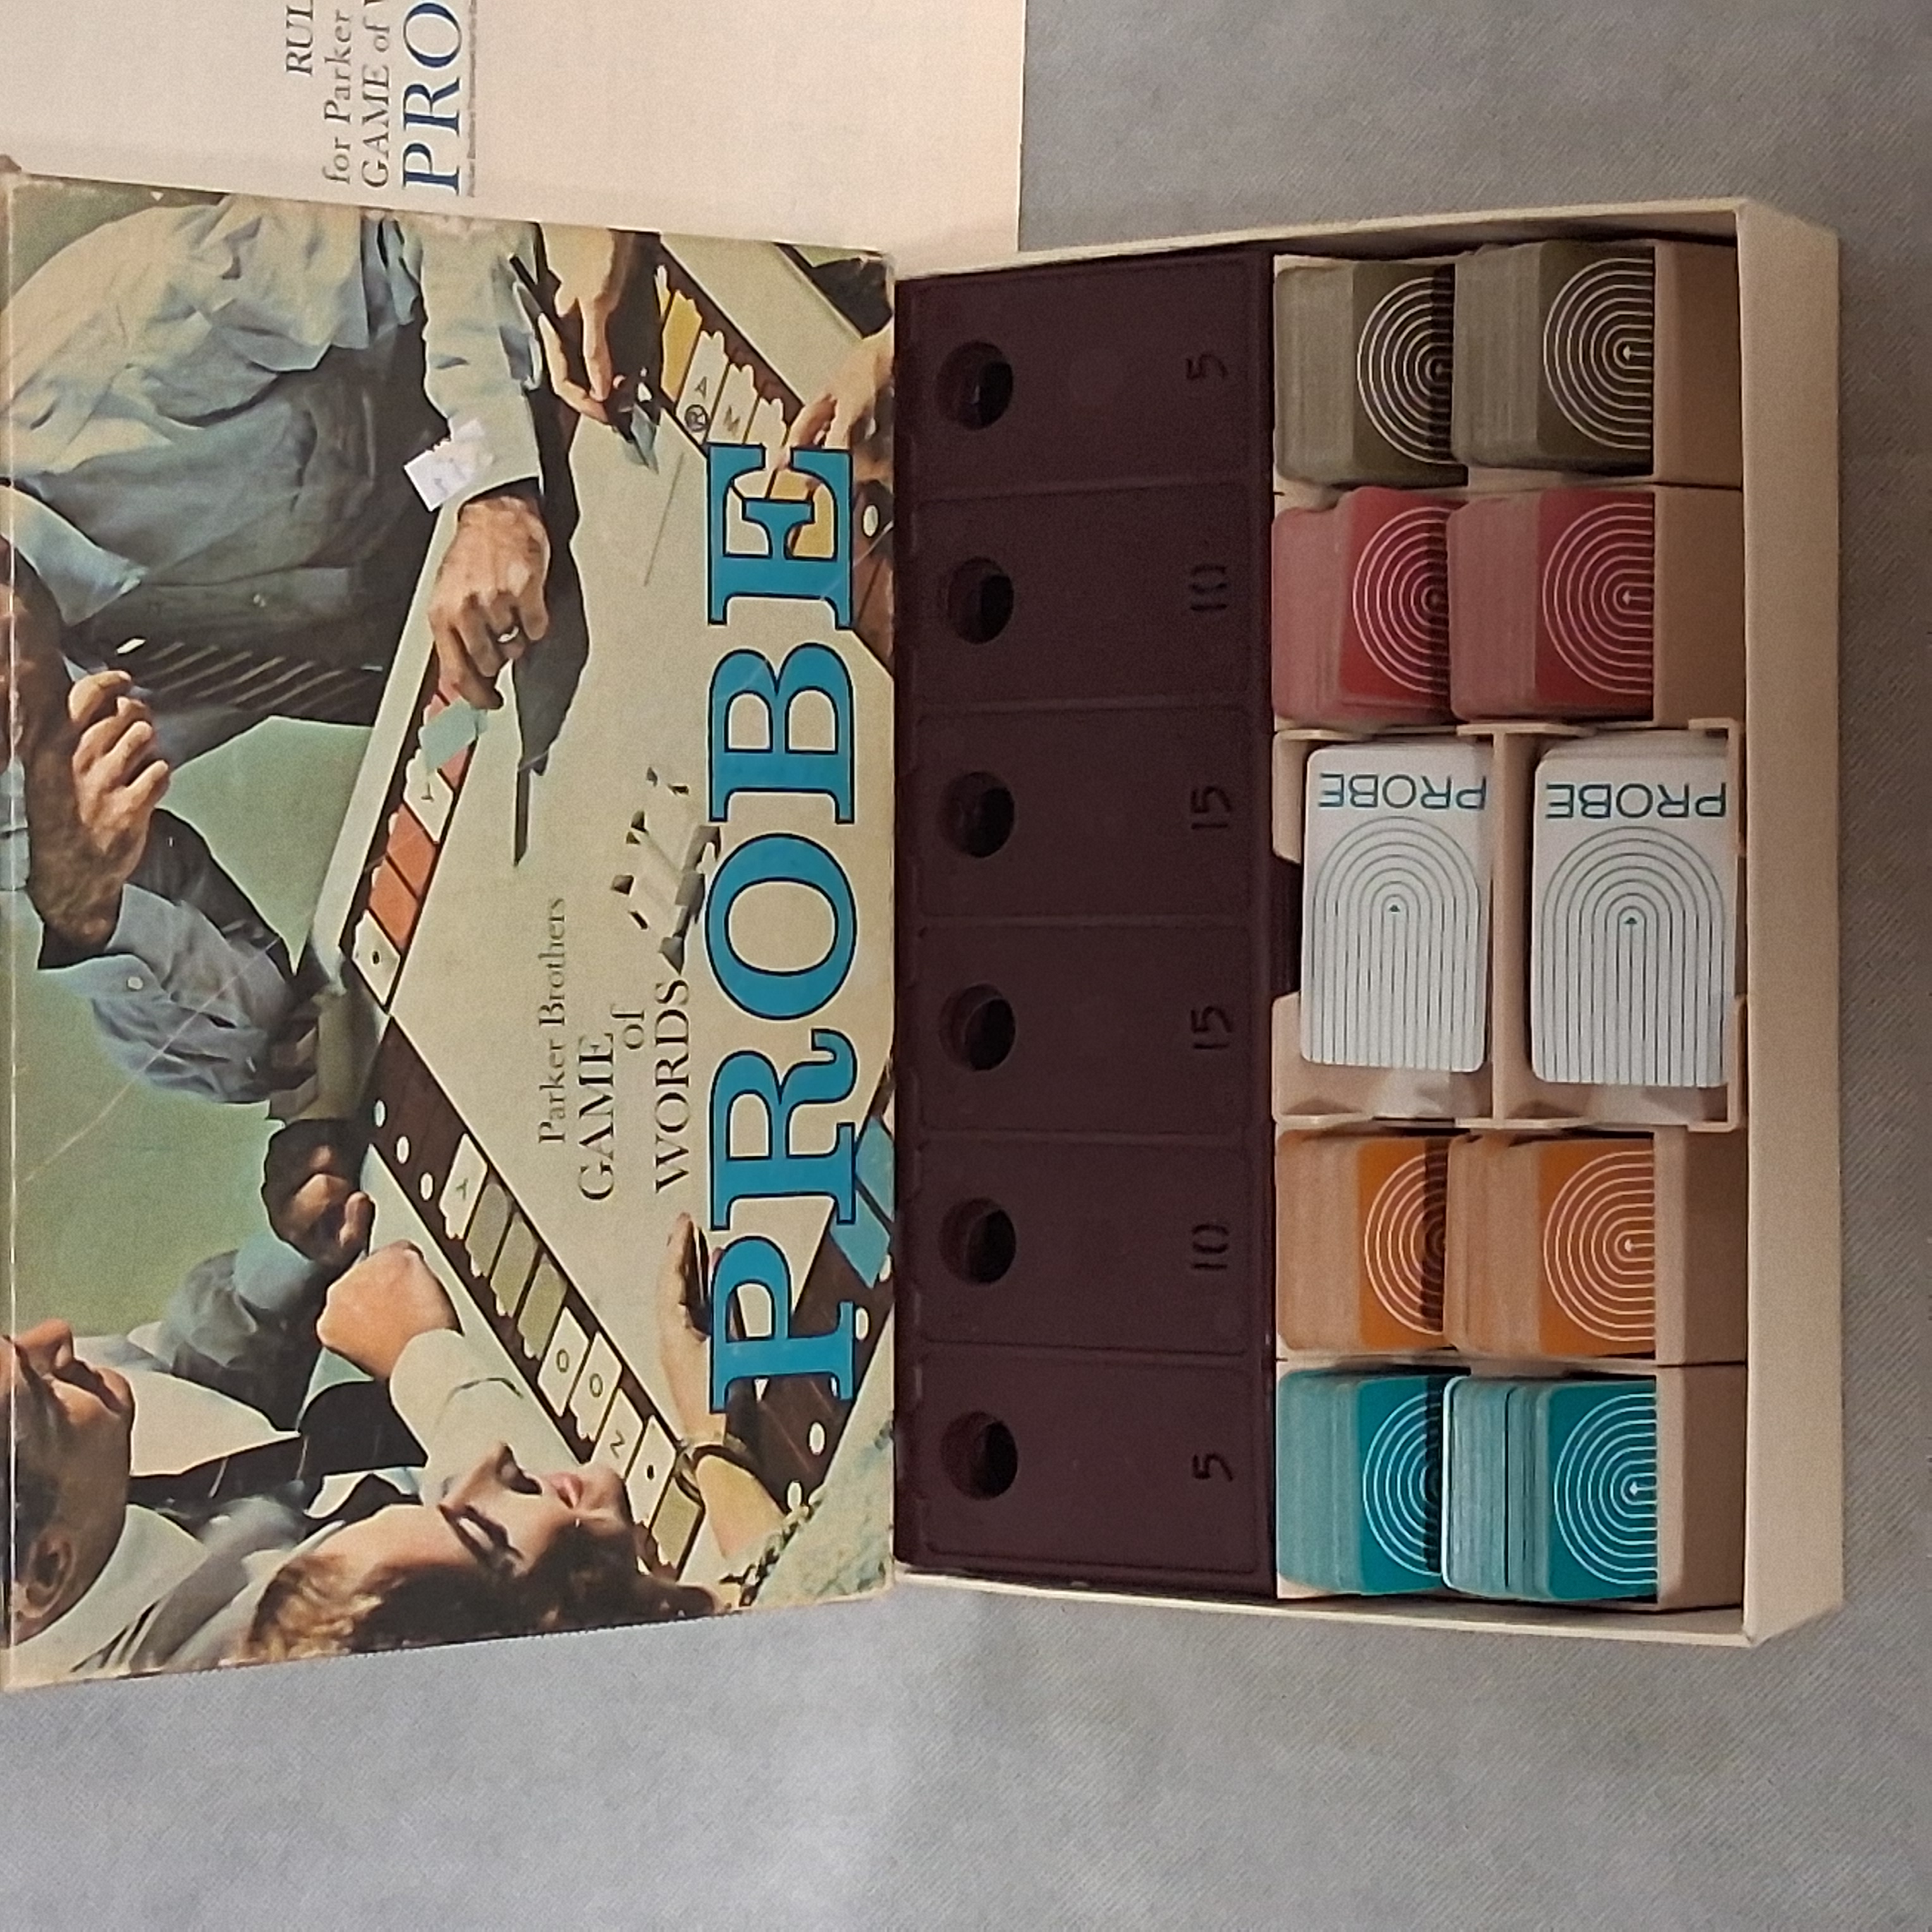 RUL
for Parker
GAME of
PRO
Parker Brothers
GAME
of
WORDS
PROBE
®
A
M
Y
•
Y
O
O
N
•
5 10 15 15 10 5
PROBE
PROBE